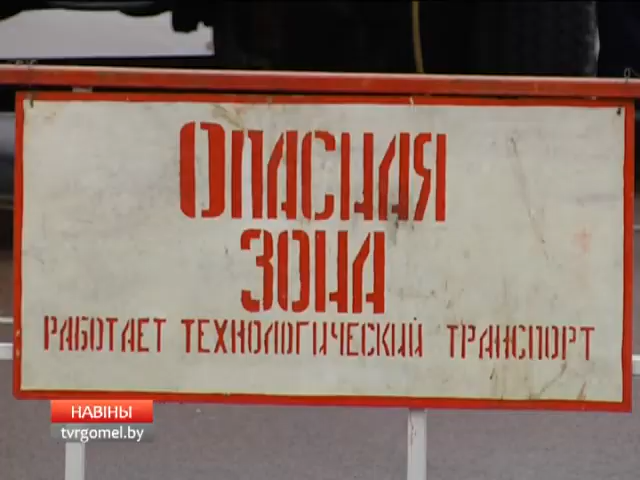 ОПАСНАЯ
ЗОНА
РАБОТАЕТ ТЕХНОЛОГИЧЕСКИЙ ТРАНСПОРТ
НАВІНЫ
tvrgomel.by